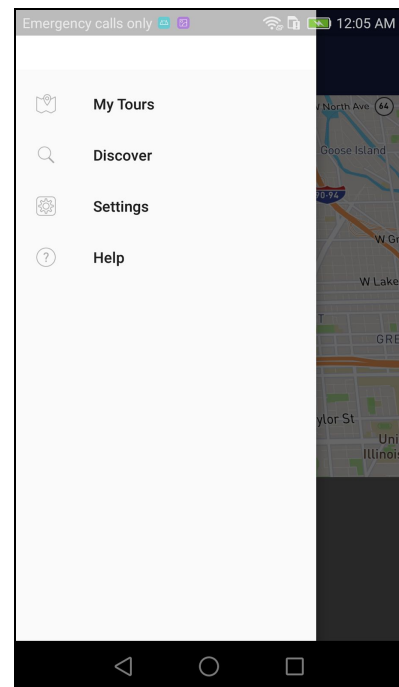 Emergency calls only
12:05 AM
My Tours
Discover
Settings
Help
North Ave
64
Goose Island
90-94
W Gr
W Lake
T
GRE
ylor St
Uni
Illinois